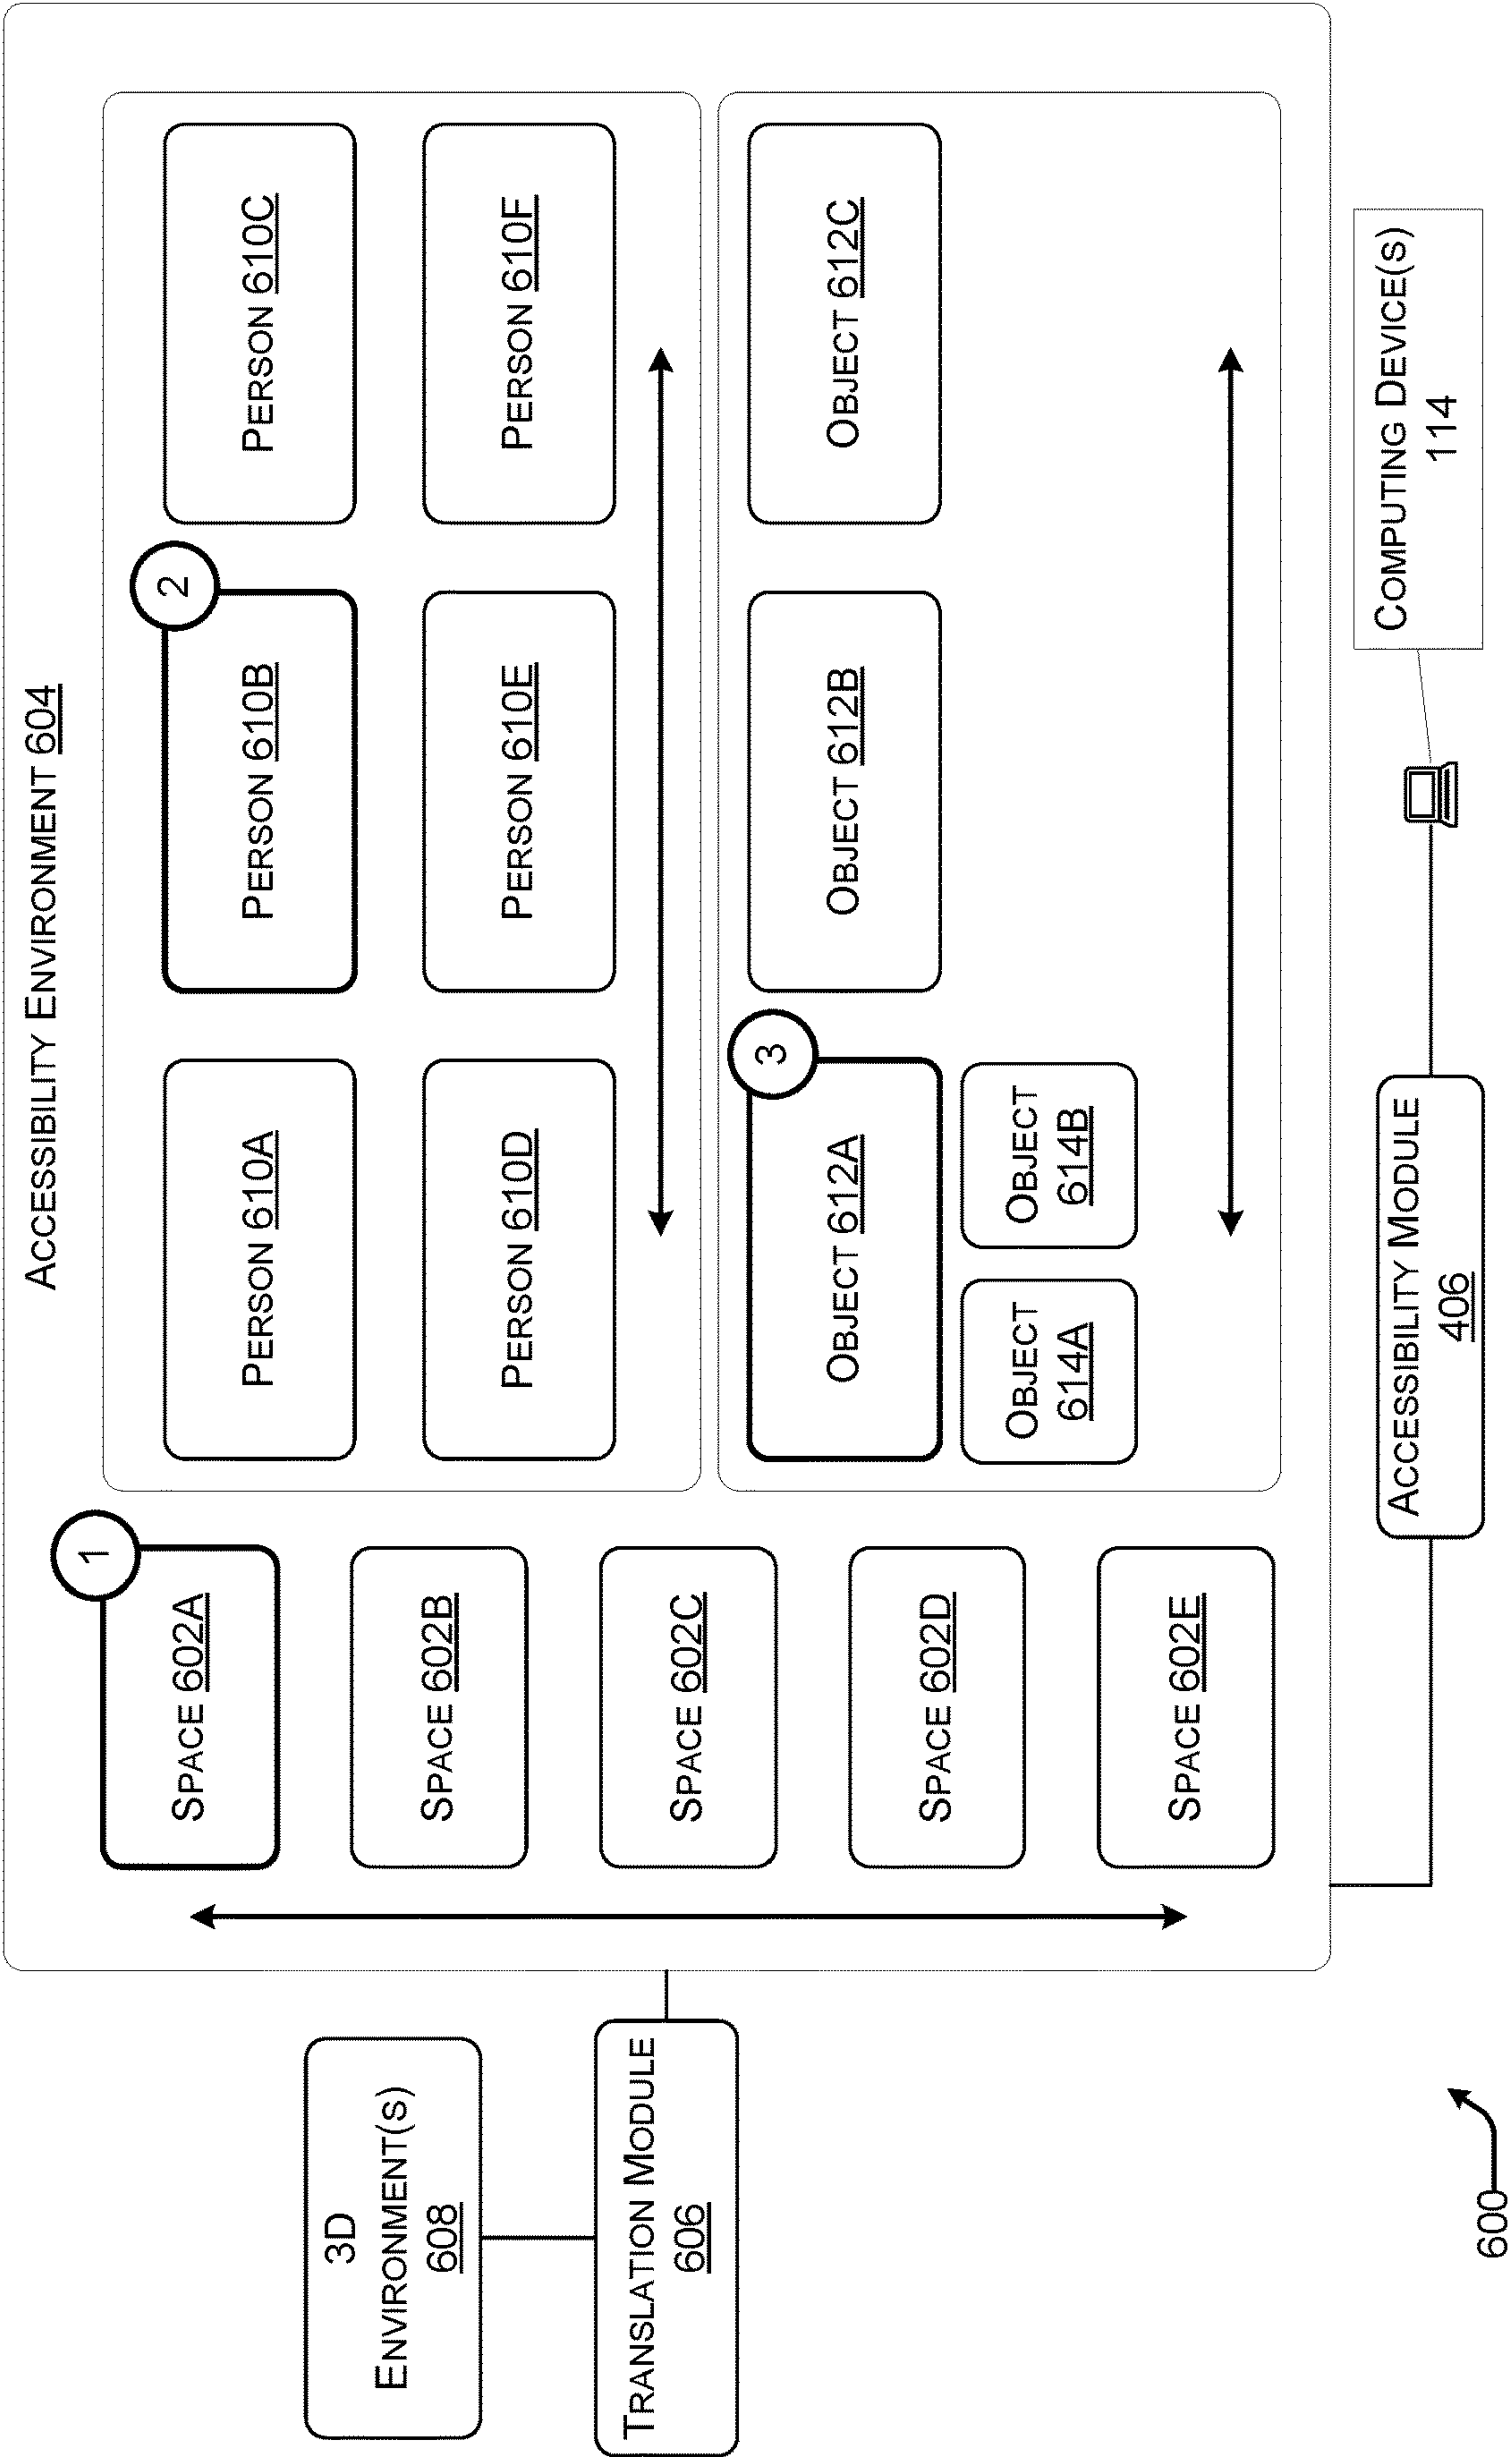 ACCESSIBILITY ENVIRONMENT 604
1
SPACE 602A
SPACE 602B
SPACE 602C
SPACE 602D
SPACE 602E
PERSON 610A
2
PERSON 610B
PERSON 610C
PERSON 610D
PERSON 610E
PERSON 610F
3
OBJECT 612A
OBJECT 612B
OBJECT 612C
OBJECT
614A
OBJECT
614B
3D
ENVIRONMENT(S)
608
TRANSLATION MODULE
606
ACCESSIBILITY MODULE
406
COMPUTING DEVICE(S)
114
600